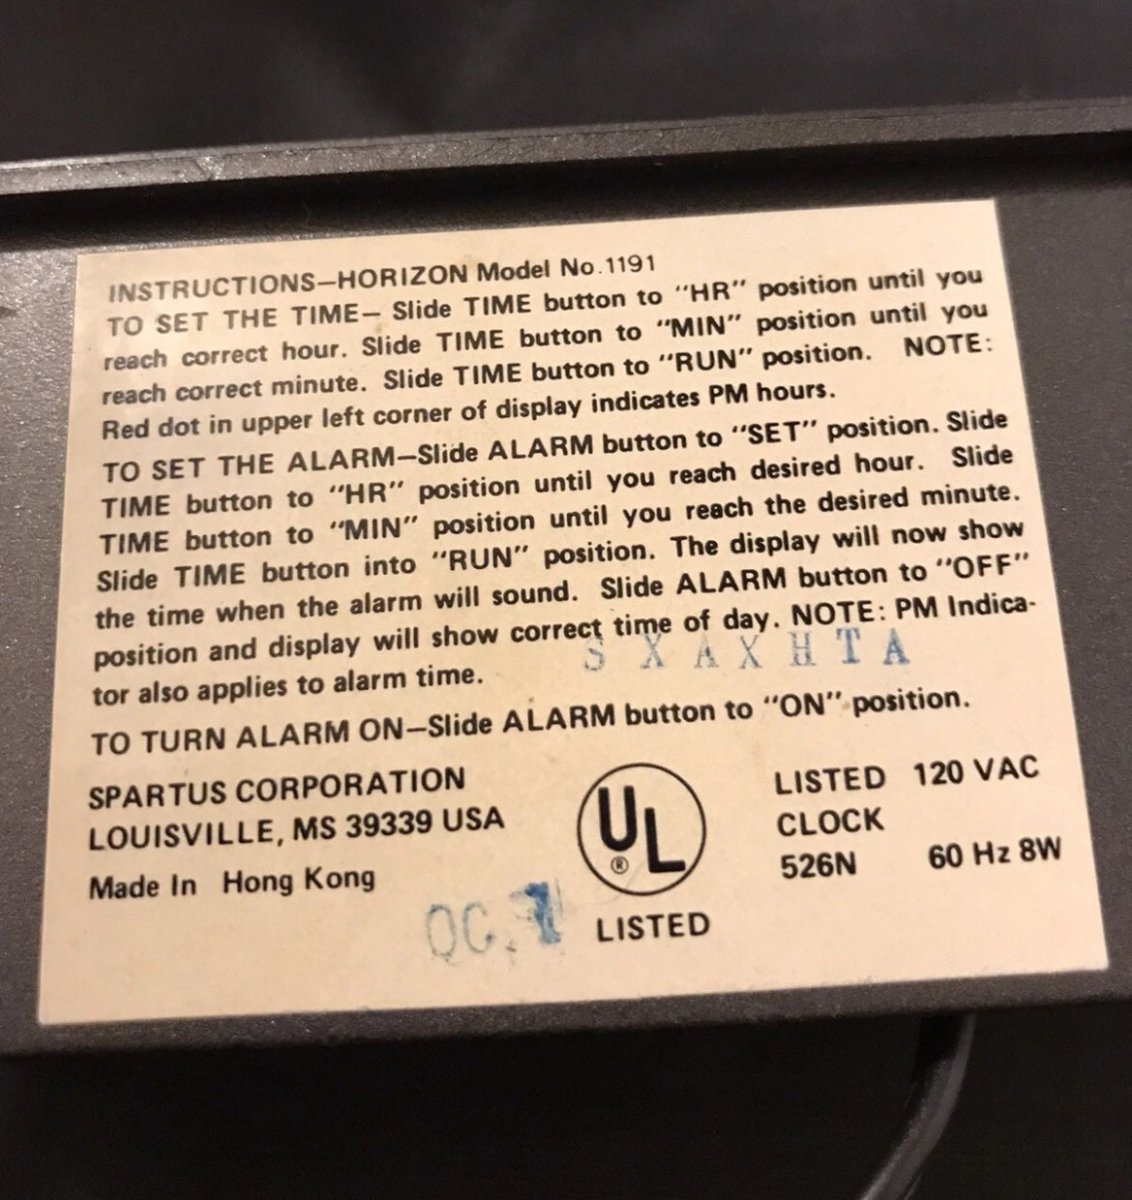 INSTRUCTIONS—HORIZON Model No.1191
TO SET THE TIME— Slide TIME button to "HR" position until you
reach correct hour. Slide TIME button to "MIN" position until you
reach correct minute. Slide TIME button to "RUN" position. NOTE:
Red dot in upper left corner of display indicates PM hours.
TO SET THE ALARM—Slide ALARM button to "SET" position. Slide
TIME button to "HR" position until you reach desired hour. Slide
TIME button to "MIN" position until you reach the desired minute.
Slide TIME button into "RUN" position. The display will now show
the time when the alarm will sound. Slide ALARM button to "OFF"
position and display will show correct time of day. NOTE: PM Indica-
tor also applies to alarm time.
S X A X H T A
TO TURN ALARM ON—Slide ALARM button to "ON" position.
SPARTUS CORPORATION
LOUISVILLE, MS 39339 USA
Made In Hong Kong
QC.
UL
®
LISTED
LISTED 120 VAC
CLOCK
526N 60 Hz 8W